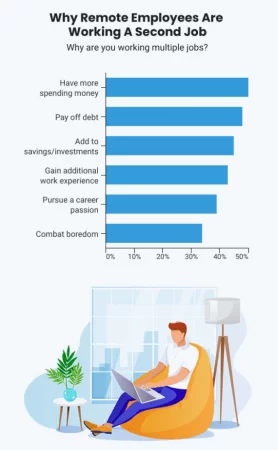 Why Remote Employees Are
Working A Second Job
Why are you working multiple jobs?
Have more
spending money
Pay off debt
Add to
savings/investments
Gain additional
work experience
Pursue a career
passion
Combat boredom
0% 10% 20% 30% 40% 50%